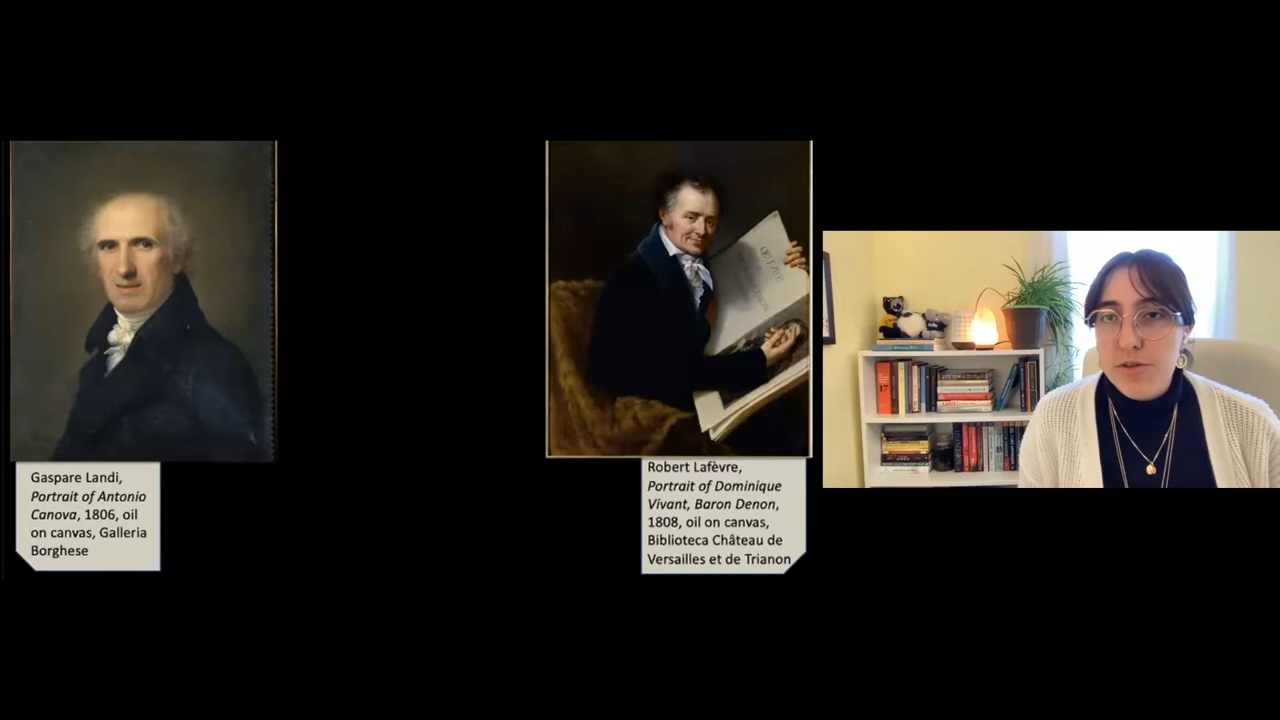 Gaspare Landi,
Portrait of Antonio
Canova, 1806, oil
on canvas, Galleria
Borghese
Robert Lafèvre,
Portrait of Dominique
Vivant, Baron Denon,
1808, oil on canvas,
Biblioteca Château de
Versailles et de Trianon